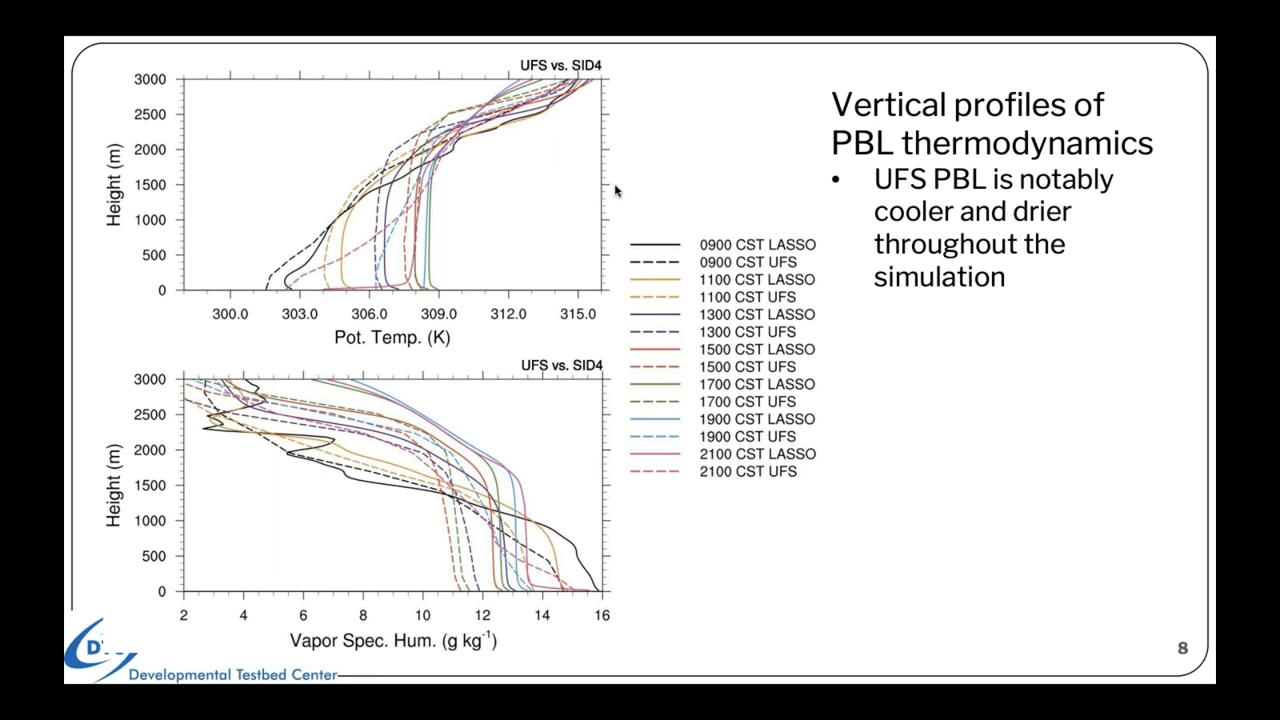 UFS vs. SID4
3000
2500
2000
1500
1000
500
0
Height (m)
300.0 303.0 306.0 309.0 312.0 315.0
Pot. Temp. (K)
UFS vs. SID4
3000
2500
2000
1500
1000
500
0
Height (m)
2 4 6 8 10 12 14 16
Vapor Spec. Hum. (g kg⁻¹)
0900 CST LASSO
0900 CST UFS
1100 CST LASSO
1100 CST UFS
1300 CST LASSO
1300 CST UFS
1500 CST LASSO
1500 CST UFS
1700 CST LASSO
1700 CST UFS
1900 CST LASSO
1900 CST UFS
2100 CST LASSO
2100 CST UFS
Vertical profiles of
PBL thermodynamics
• UFS PBL is notably
cooler and drier
throughout the
simulation
Developmental Testbed Center
8